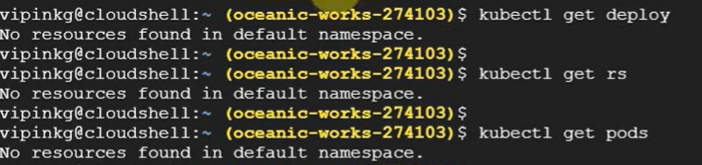 vipinkg@cloudshell:~ (oceanic-works-274103)$ kubectl get deploy
No resources found in default namespace.
vipinkg@cloudshell:~ (oceanic-works-274103)$
vipinkg@cloudshell:~ (oceanic-works-274103)$ kubectl get rs
No resources found in default namespace.
vipinkg@cloudshell:~ (oceanic-works-274103)$
vipinkg@cloudshell:~ (oceanic-works-274103)$ kubectl get pods
No resources found in default namespace.